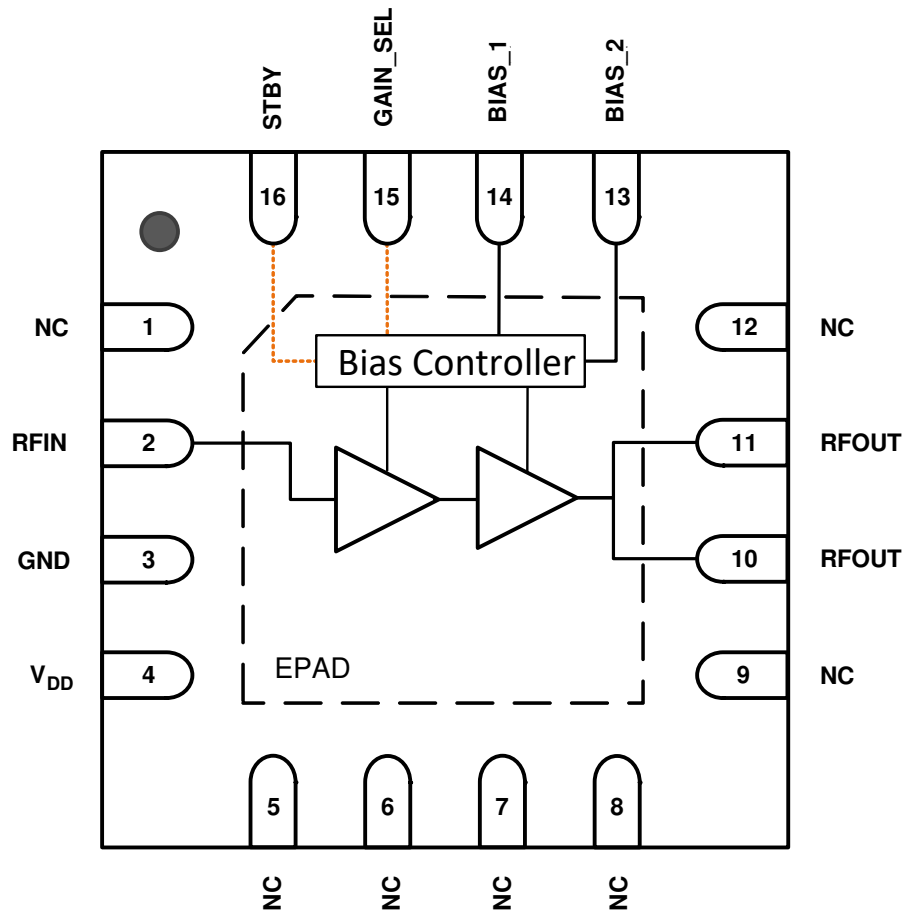 STBY
GAIN_SEL
BIAS_1
BIAS_2
16
15
14
13
NC
1
12
NC
Bias Controller
RFIN
2
11
RFOUT
GND
3
10
RFOUT
VDD
4
EPAD
9
NC
5
6
7
8
NC
NC
NC
NC